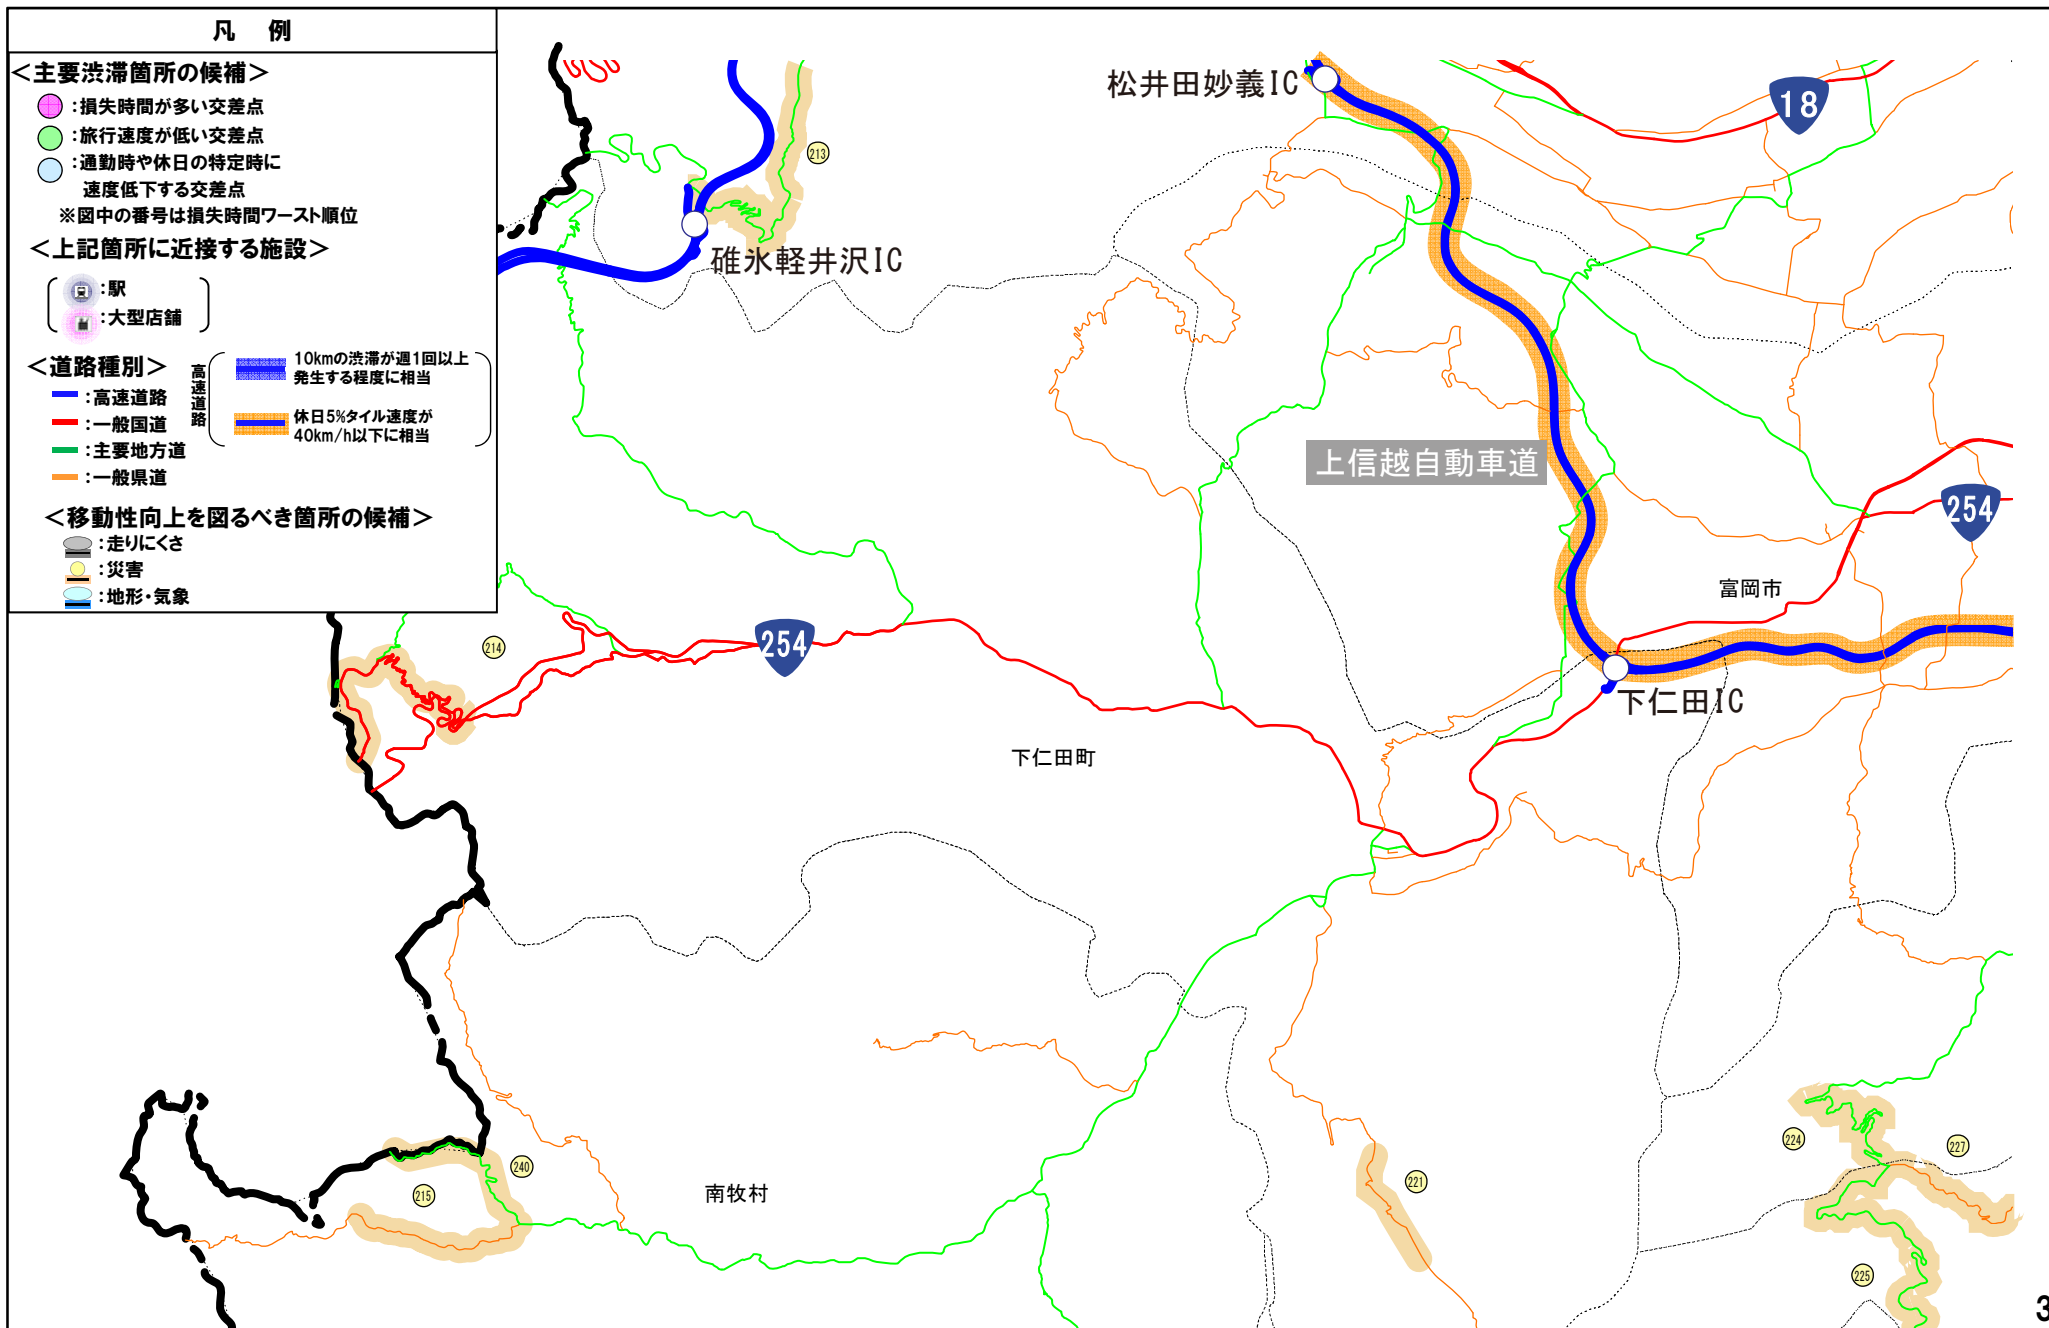 凡 例
＜主要渋滞箇所の候補＞
：損失時間が多い交差点
：旅行速度が低い交差点
：通勤時や休日の特定時に
速度低下する交差点
※図中の番号は損失時間ワースト順位
＜上記箇所に近接する施設＞
：駅
：大型店舗
＜道路種別＞
：高速道路
：一般国道
：主要地方道
：一般県道
高速道路
10kmの渋滞が週1回以上
発生する程度に相当
休日5%タイル速度が
40km/h以下に相当
＜移動性向上を図るべき箇所の候補＞
：走りにくさ
：災害
：地形・気象
松井田妙義IC
18
213
碓氷軽井沢IC
上信越自動車道
254
富岡市
214
254
下仁田IC
下仁田町
224
227
240
215
南牧村
221
225
3